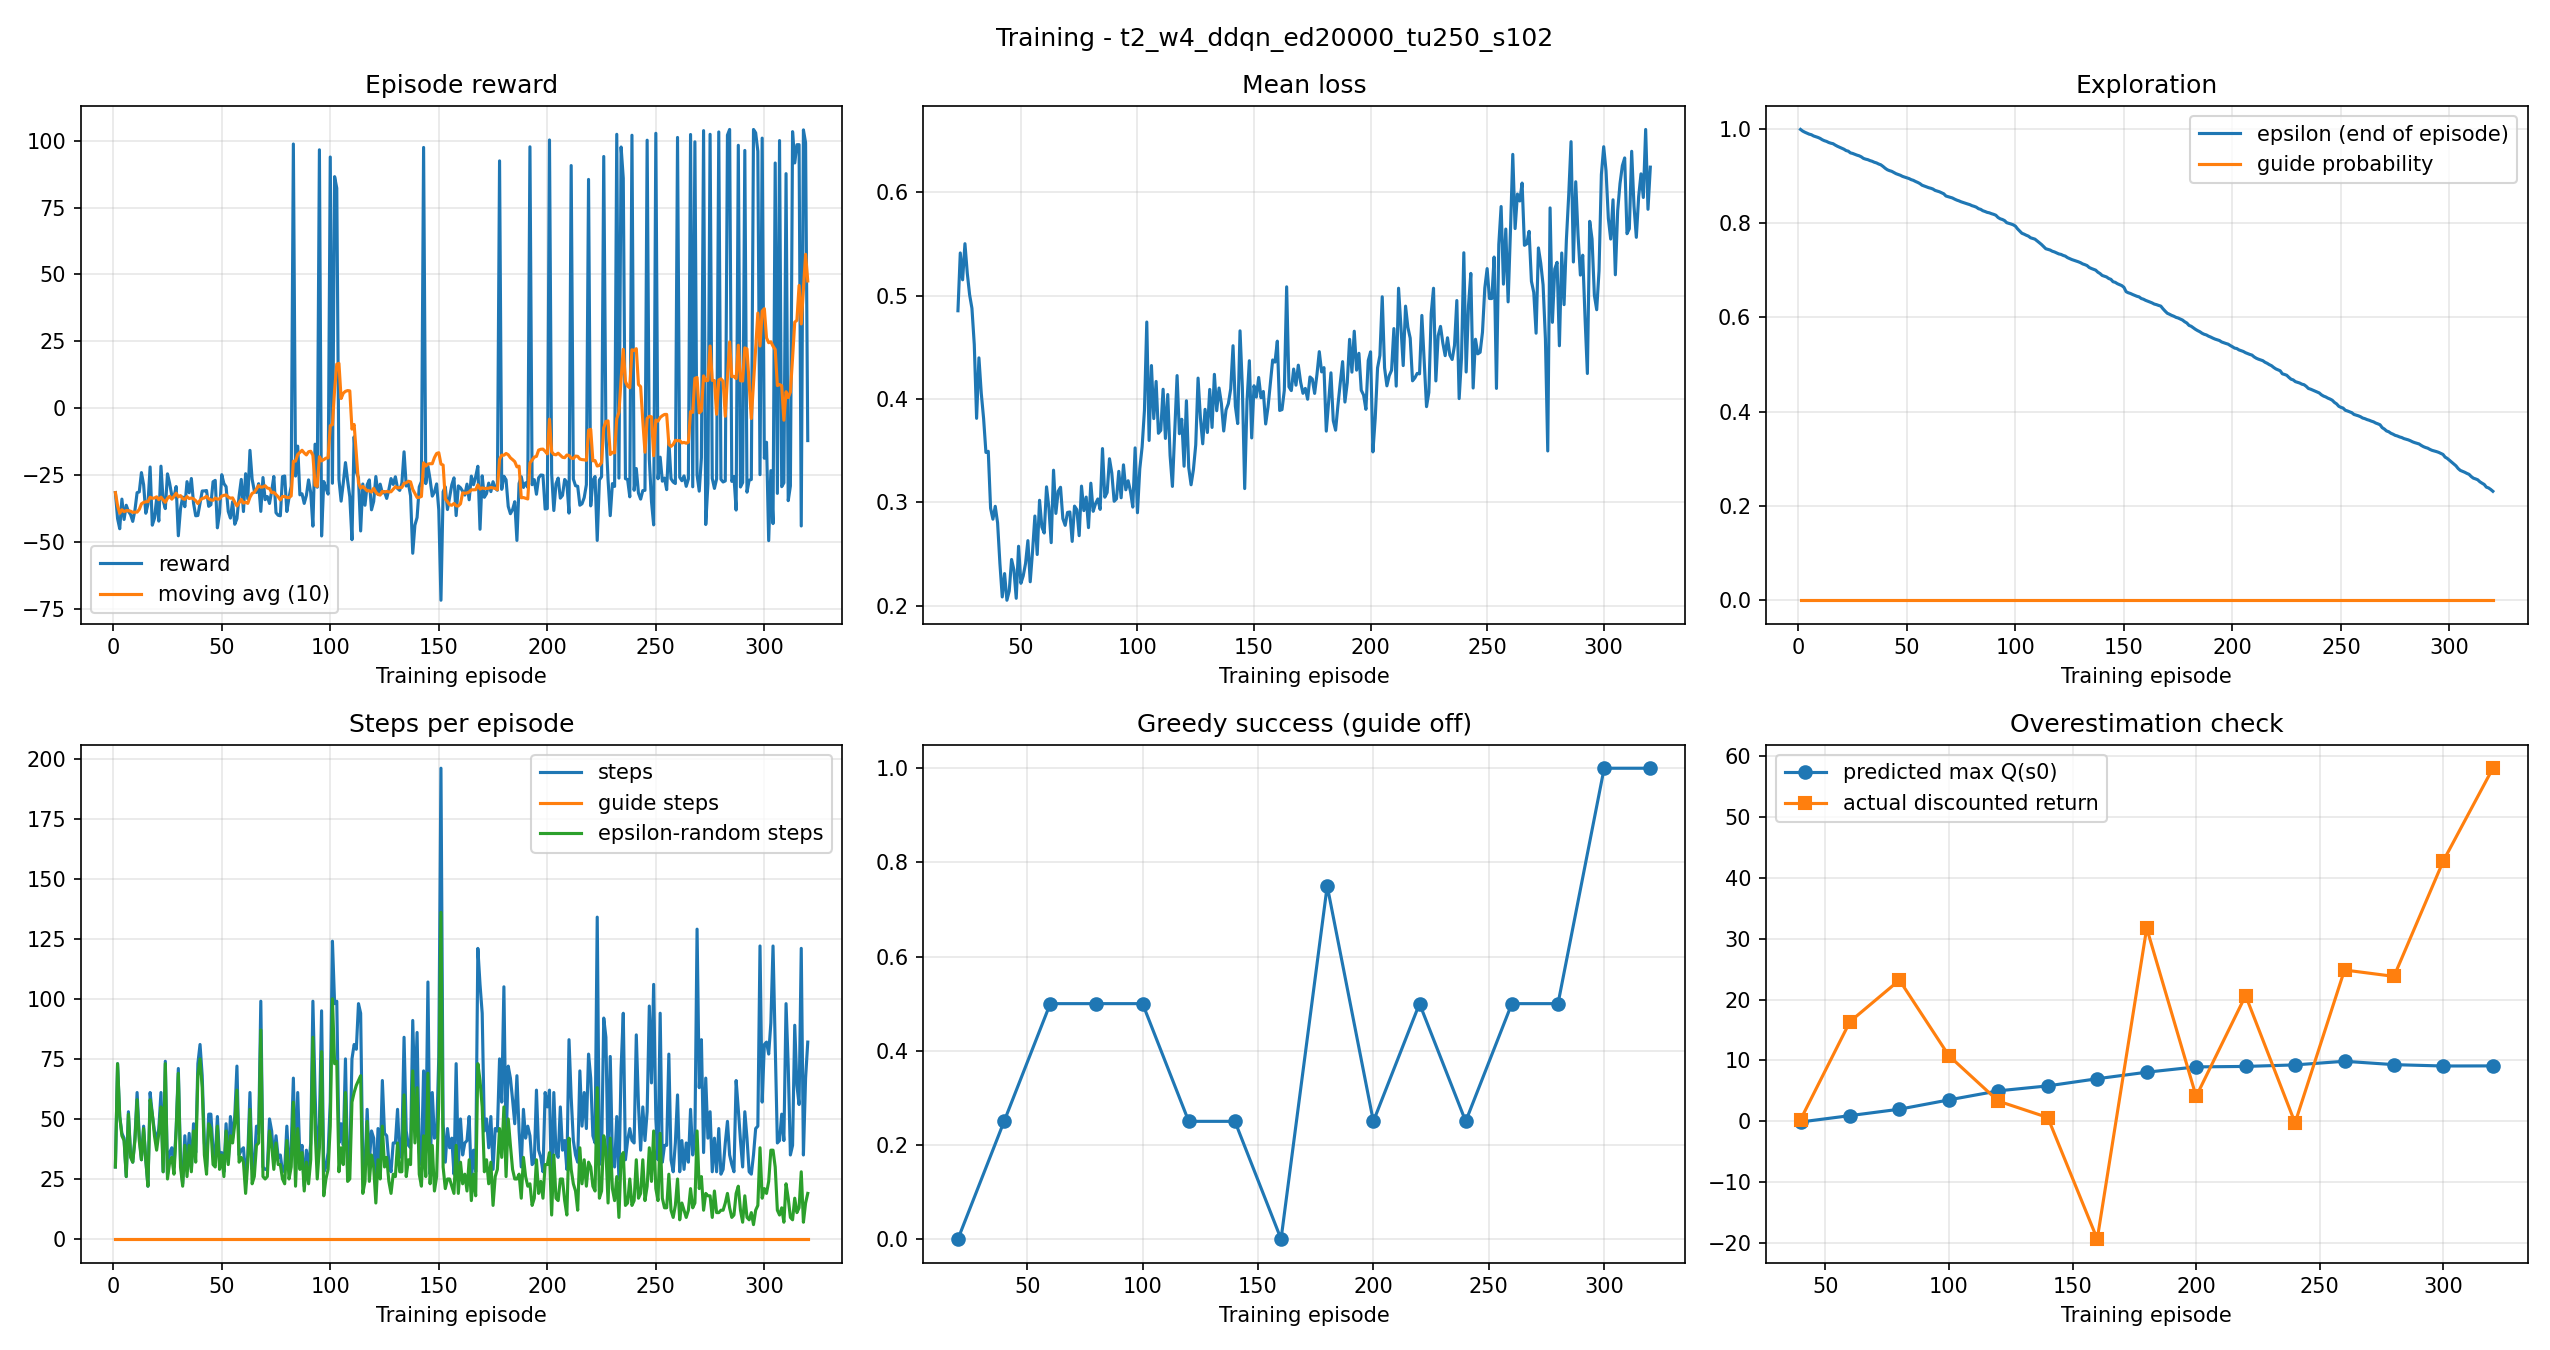 Training - t2_w4_ddqn_ed20000_tu250_s102
Episode reward
100
75
50
25
0
−25
−50
−75
reward
moving avg (10)
0 50 100 150 200 250 300
Training episode
Mean loss
0.6
0.5
0.4
0.3
0.2
50 100 150 200 250 300
Training episode
Exploration
1.0
0.8
0.6
0.4
0.2
0.0
epsilon (end of episode)
guide probability
0 50 100 150 200 250 300
Training episode
Steps per episode
200
175
150
125
100
75
50
25
0
steps
guide steps
epsilon-random steps
0 50 100 150 200 250 300
Training episode
Greedy success (guide off)
1.0
0.8
0.6
0.4
0.2
0.0
50 100 150 200 250 300
Training episode
Overestimation check
60
50
40
30
20
10
0
−10
−20
predicted max Q(s0)
actual discounted return
50 100 150 200 250 300
Training episode